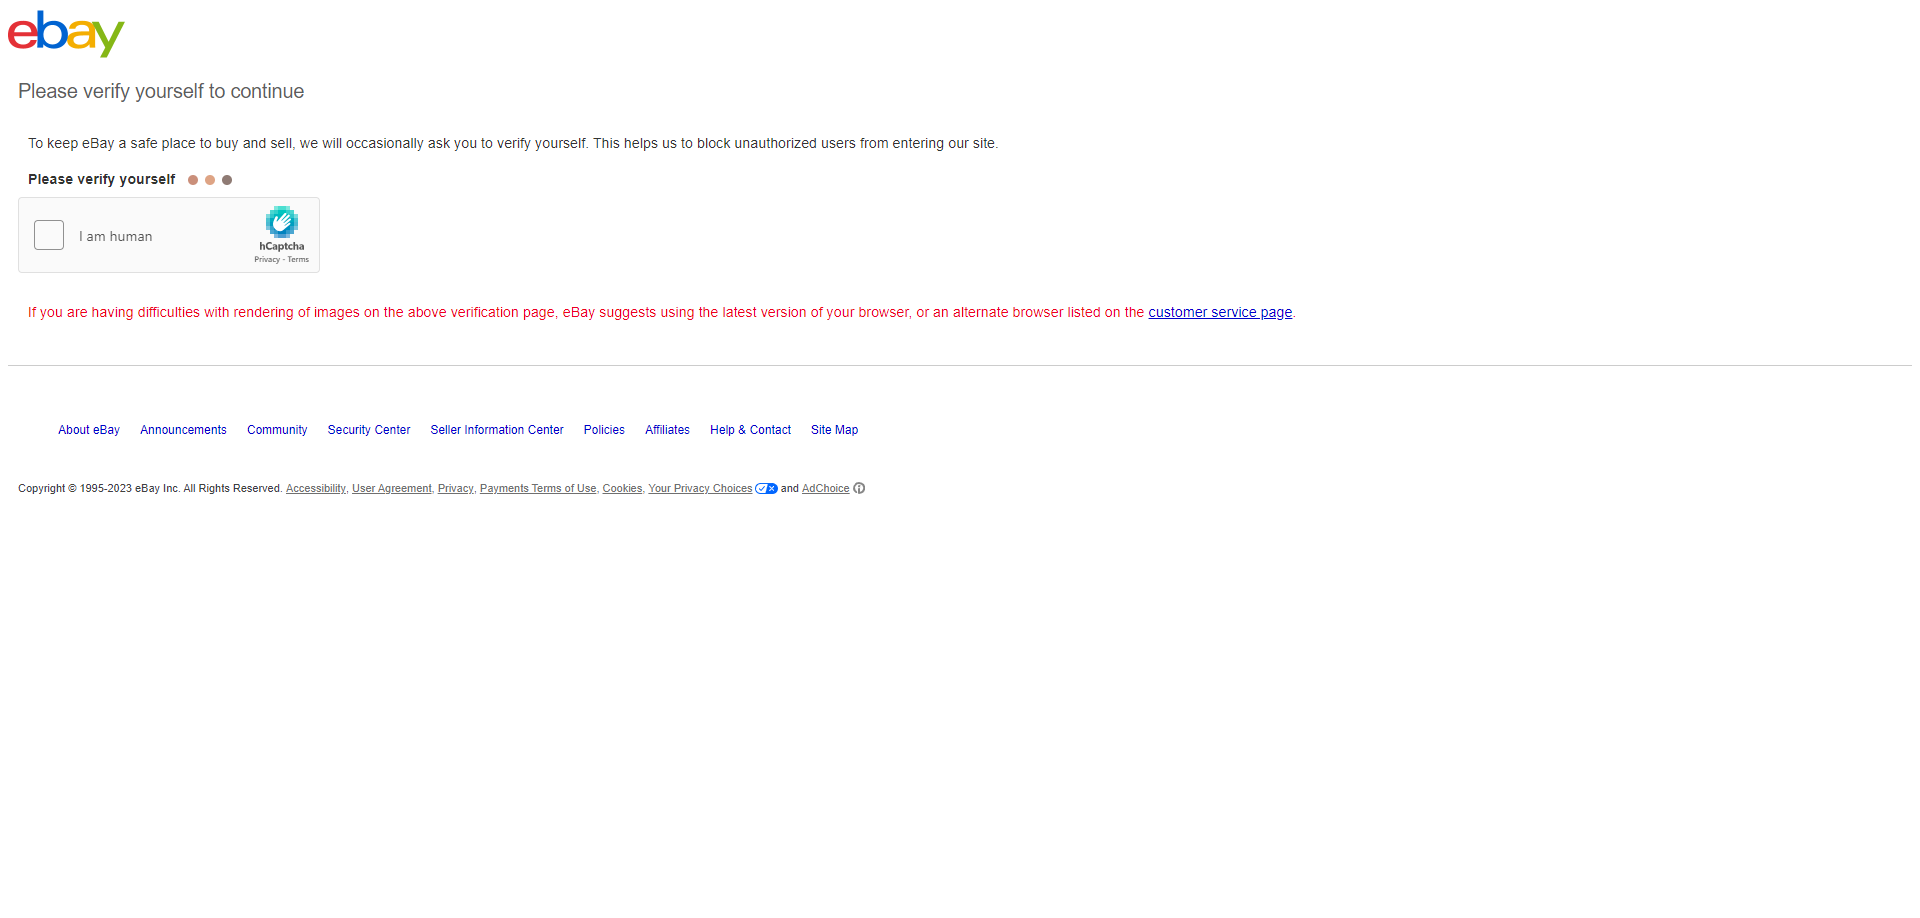 ebay
Please verify yourself to continue
To keep eBay a safe place to buy and sell, we will occasionally ask you to verify yourself. This helps us to block unauthorized users from entering our site.
Please verify yourself
I am human
hCaptcha
Privacy - Terms
If you are having difficulties with rendering of images on the above verification page, eBay suggests using the latest version of your browser, or an alternate browser listed on the customer service page.
About eBay Announcements Community Security Center Seller Information Center Policies Affiliates Help & Contact Site Map
Copyright © 1995-2023 eBay Inc. All Rights Reserved. Accessibility, User Agreement, Privacy, Payments Terms of Use, Cookies, Your Privacy Choices and AdChoice